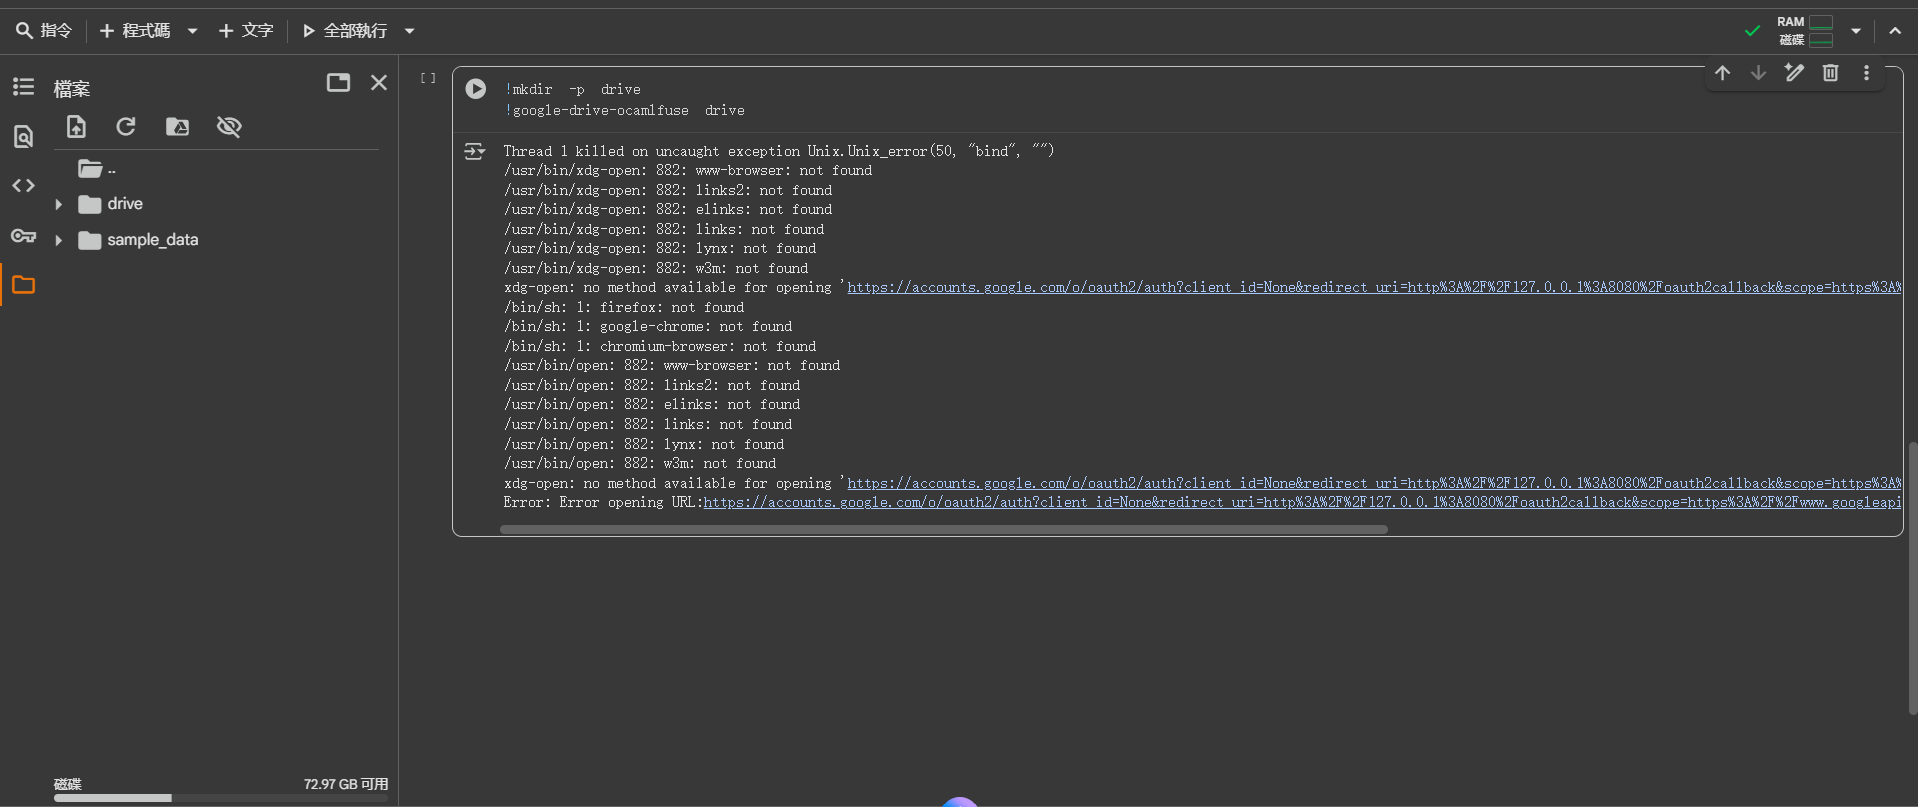 指令
程式碼
文字
全部執行
RAM
磁碟
檔案
..
drive
sample_data
[ ]
!mkdir -p drive
!google-drive-ocamlfuse drive
Thread 1 killed on uncaught exception Unix.Unix_error(50, "bind", "")
/usr/bin/xdg-open: 882: www-browser: not found
/usr/bin/xdg-open: 882: links2: not found
/usr/bin/xdg-open: 882: elinks: not found
/usr/bin/xdg-open: 882: links: not found
/usr/bin/xdg-open: 882: lynx: not found
/usr/bin/xdg-open: 882: w3m: not found
xdg-open: no method available for opening 'https://accounts.google.com/o/oauth2/auth?client_id=None&redirect_uri=http%3A%2F%2F127.0.0.1%3A8080%2Foauth2callback&scope=https%3A%
/bin/sh: 1: firefox: not found
/bin/sh: 1: google-chrome: not found
/bin/sh: 1: chromium-browser: not found
/usr/bin/open: 882: www-browser: not found
/usr/bin/open: 882: links2: not found
/usr/bin/open: 882: elinks: not found
/usr/bin/open: 882: links: not found
/usr/bin/open: 882: lynx: not found
/usr/bin/open: 882: w3m: not found
xdg-open: no method available for opening 'https://accounts.google.com/o/oauth2/auth?client_id=None&redirect_uri=http%3A%2F%2F127.0.0.1%3A8080%2Foauth2callback&scope=https%3A%
Error: Error opening URL:https://accounts.google.com/o/oauth2/auth?client_id=None&redirect_uri=http%3A%2F%2F127.0.0.1%3A8080%2Foauth2callback&scope=https%3A%2F%2Fwww.googleapi
磁碟
72.97 GB 可用